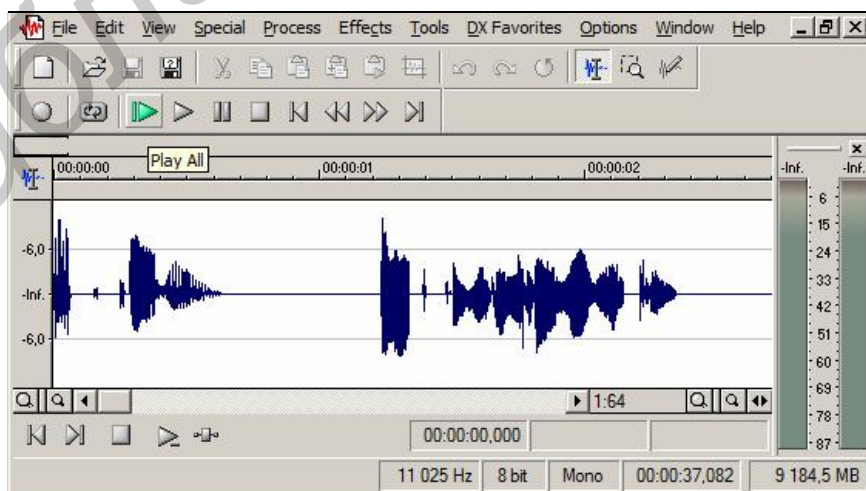 File Edit View Special Process Effects Tools DX Favorites Options Window Help
Play All
00:00:00 00:00:01 00:00:02
-Inf. -Inf.
-6,0
-Inf.
-6,0
6
15
24
33
42
51
60
69
78
87
1:64
00:00:00,000
11 025 Hz 8 bit Mono 00:00:37,082 9 184,5 MB